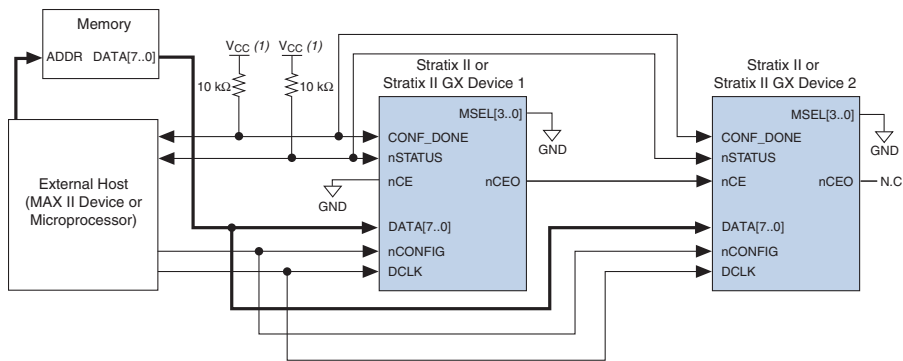 Memory
ADDR DATA[7..0]
VCC (1) VCC (1)
10 kΩ 10 kΩ
Stratix II or
Stratix II GX Device 1
Stratix II or
Stratix II GX Device 2
External Host
(MAX II Device or
Microprocessor)
MSEL[3..0]
CONF_DONE
nSTATUS
nCE nCEO
DATA[7..0]
nCONFIG
DCLK
GND
GND
MSEL[3..0]
CONF_DONE
nSTATUS
nCE nCEO
DATA[7..0]
nCONFIG
DCLK
GND
N.C